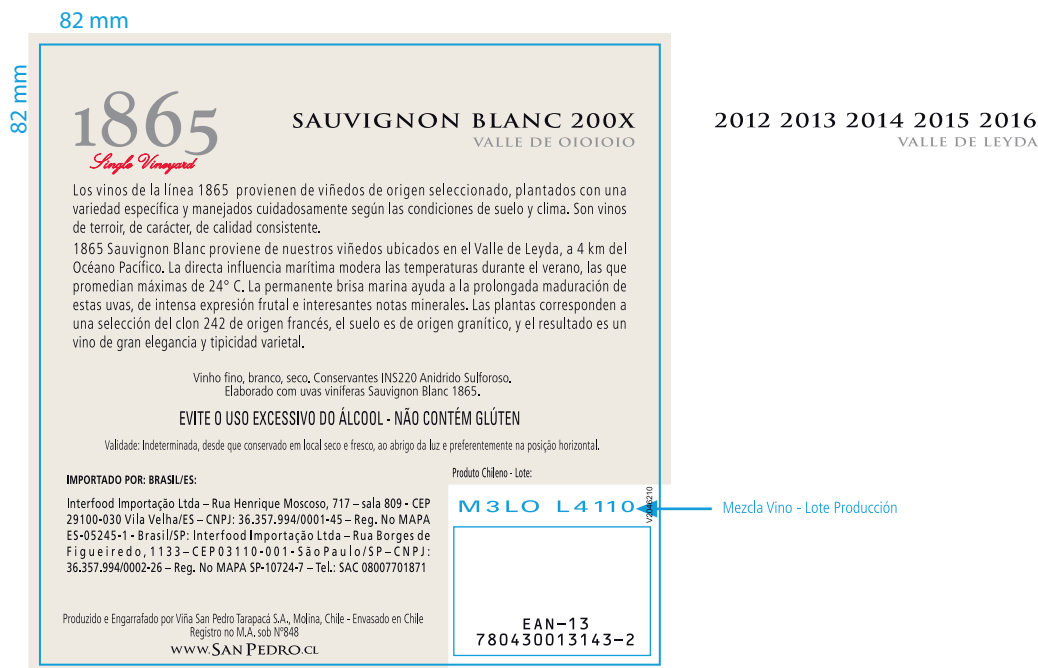 82 mm
82 mm
1865
Single Vineyard
SAUVIGNON BLANC 200X
VALLE DE OIOIOIO
2012 2013 2014 2015 2016
VALLE DE LEYDA
Los vinos de la línea 1865 provienen de viñedos de origen seleccionado, plantados con una
variedad específica y manejados cuidadosamente según las condiciones de suelo y clima. Son vinos
de terroir, de carácter, de calidad consistente.
1865 Sauvignon Blanc proviene de nuestros viñedos ubicados en el Valle de Leyda, a 4 km del
Océano Pacífico. La directa influencia marítima modera las temperaturas durante el verano, las que
promedian máximas de 24° C. La permanente brisa marina ayuda a la prolongada maduración de
estas uvas, de intensa expresión frutal e interesantes notas minerales. Las plantas corresponden a
una selección del clon 242 de origen francés, el suelo es de origen granítico, y el resultado es un
vino de gran elegancia y tipicidad varietal.
Vinho fino, branco, seco. Conservantes INS220 Anidrido Sulforoso.
Elaborado com uvas viníferas Sauvignon Blanc 1865.
EVITE O USO EXCESSIVO DO ÁLCOOL - NÃO CONTÉM GLÚTEN
Validade: Indeterminada, desde que conservado em local seco e fresco, ao abrigo da luz e preferentemente na posição horizontal.
IMPORTADO POR: BRASIL/ES:
Interfood Importação Ltda – Rua Henrique Moscoso, 717 – sala 809 - CEP
29100-030 Vila Velha/ES – CNPJ: 36.357.994/0001-45 – Reg. No MAPA
ES-05245-1 - Brasil/SP: Interfood Importação Ltda – Rua Borges de
Figueiredo, 1133 – CEP 03110-001 - São Paulo/SP – CNPJ:
36.357.994/0002-26 – Reg. No MAPA SP-10724-7 – Tel.: SAC 08007701871
Produto Chileno - Lote:
M3LO L4110
Mezcla Vino - Lote Producción
EAN-13
780430013143-2
Produzido e Engarrafado por Viña San Pedro Tarapacá S.A., Molina, Chile - Envasado en Chile
Registro no M.A. sob Nº848
WWW.SAN PEDRO.CL